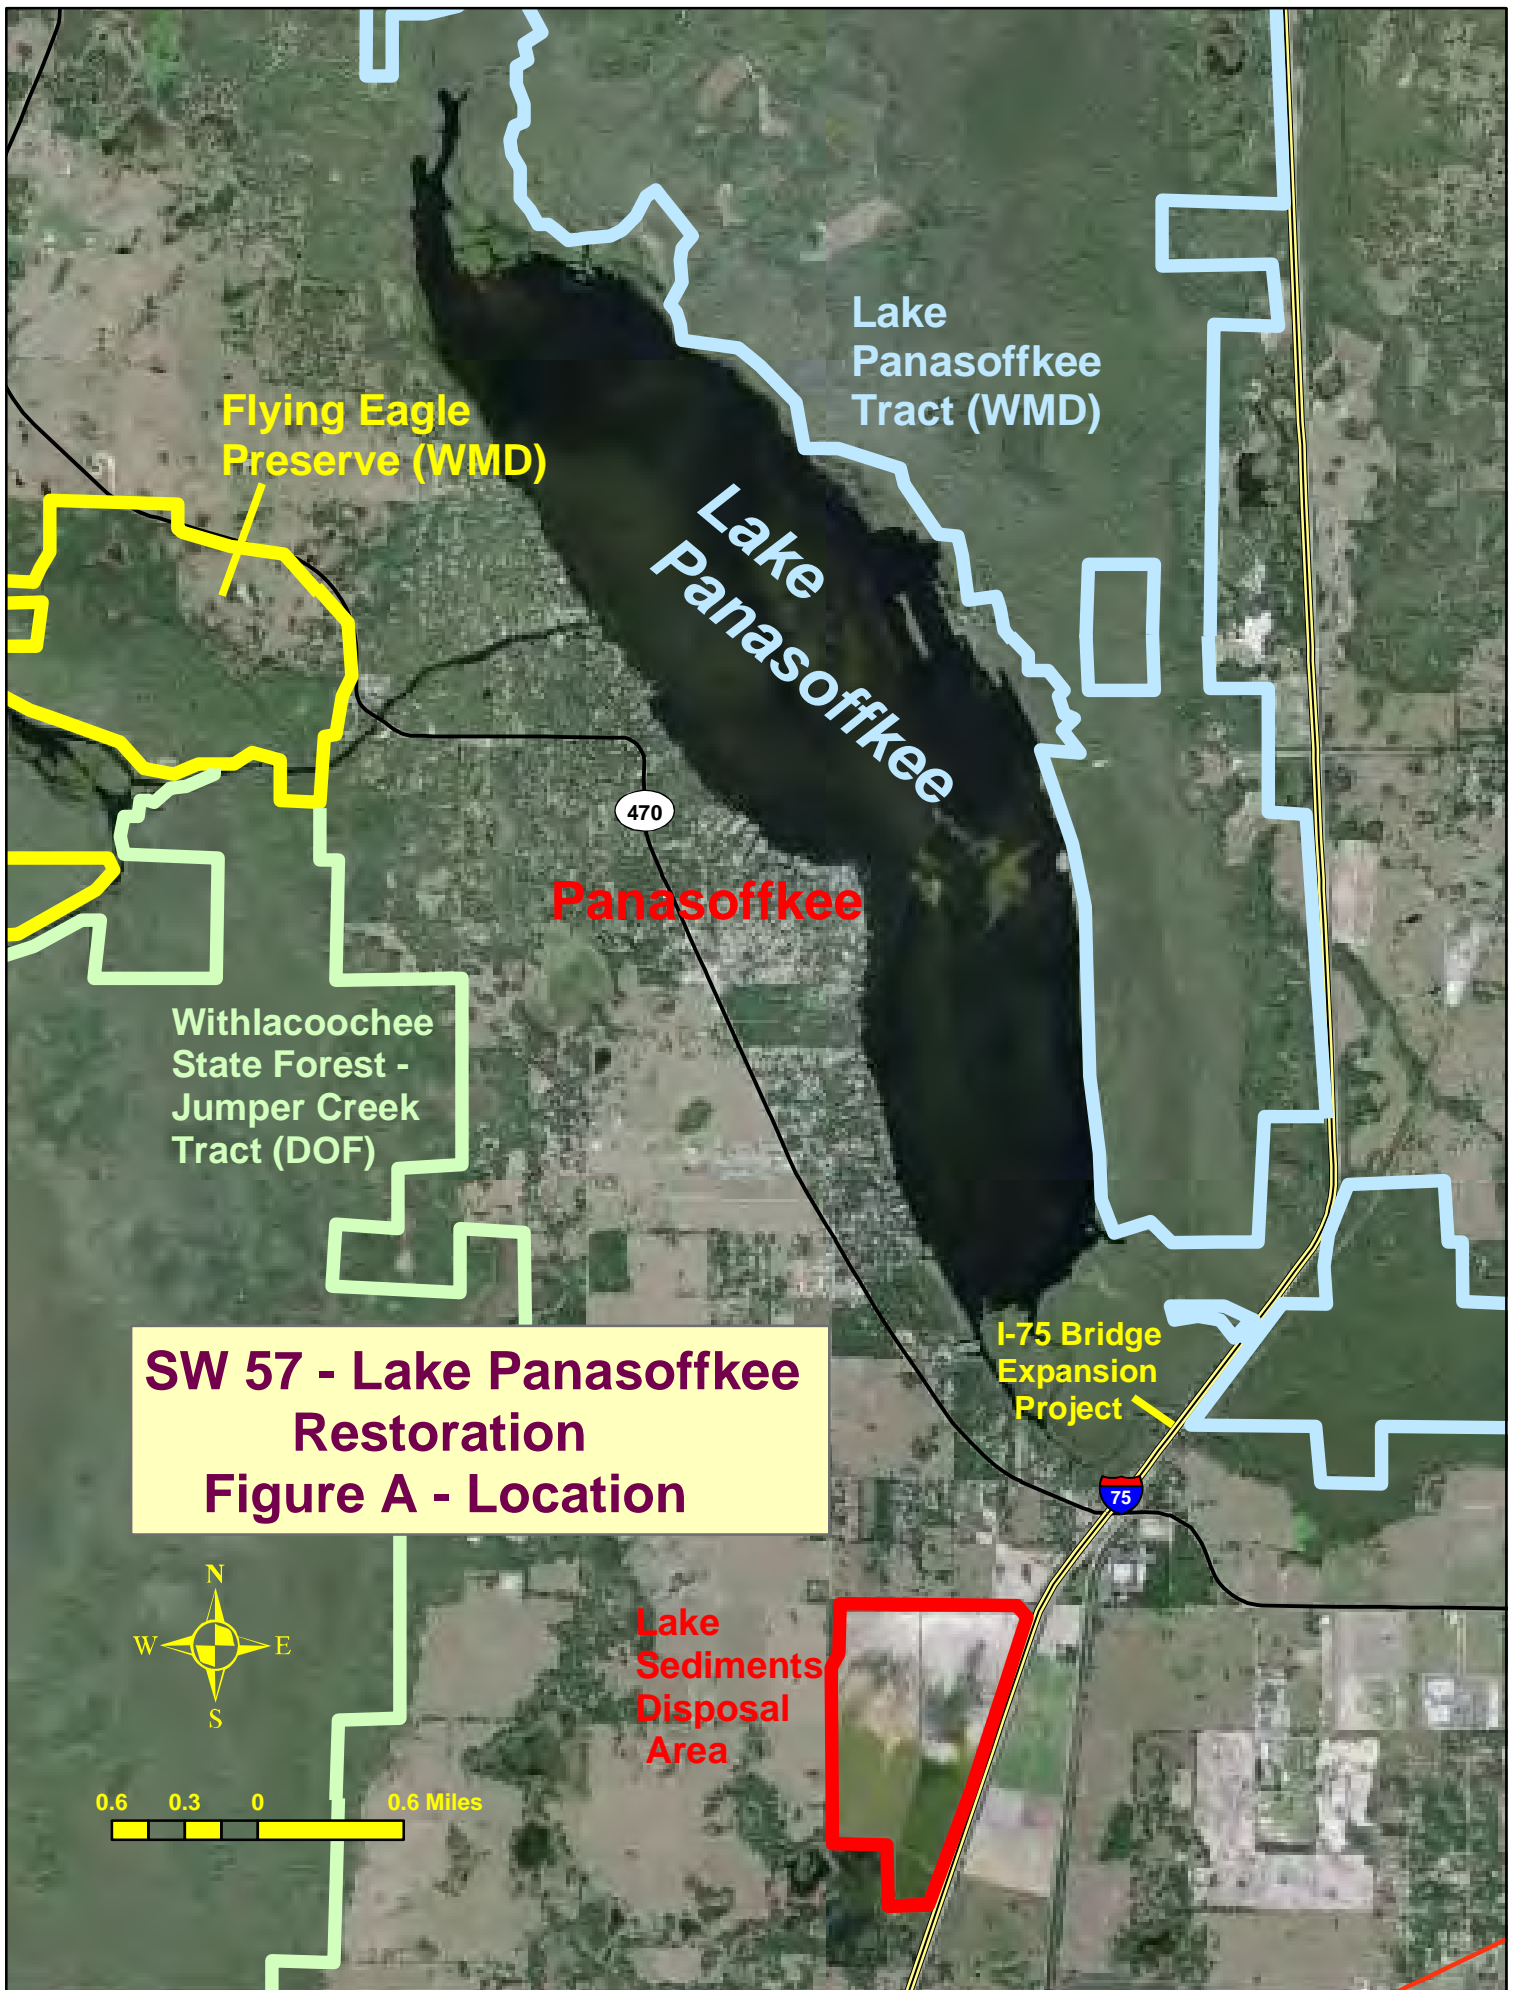 Lake
Panasoffkee
Tract (WMD)
Flying Eagle
Preserve (WMD)
Lake
Panasoffkee
470
Panasoffkee
Withlacoochee
State Forest -
Jumper Creek
Tract (DOF)
I-75 Bridge
Expansion
Project
SW 57 - Lake Panasoffkee
Restoration
Figure A - Location
75
N
W
E
S
Lake
Sediments
Disposal
Area
0.6 0.3 0 0.6 Miles